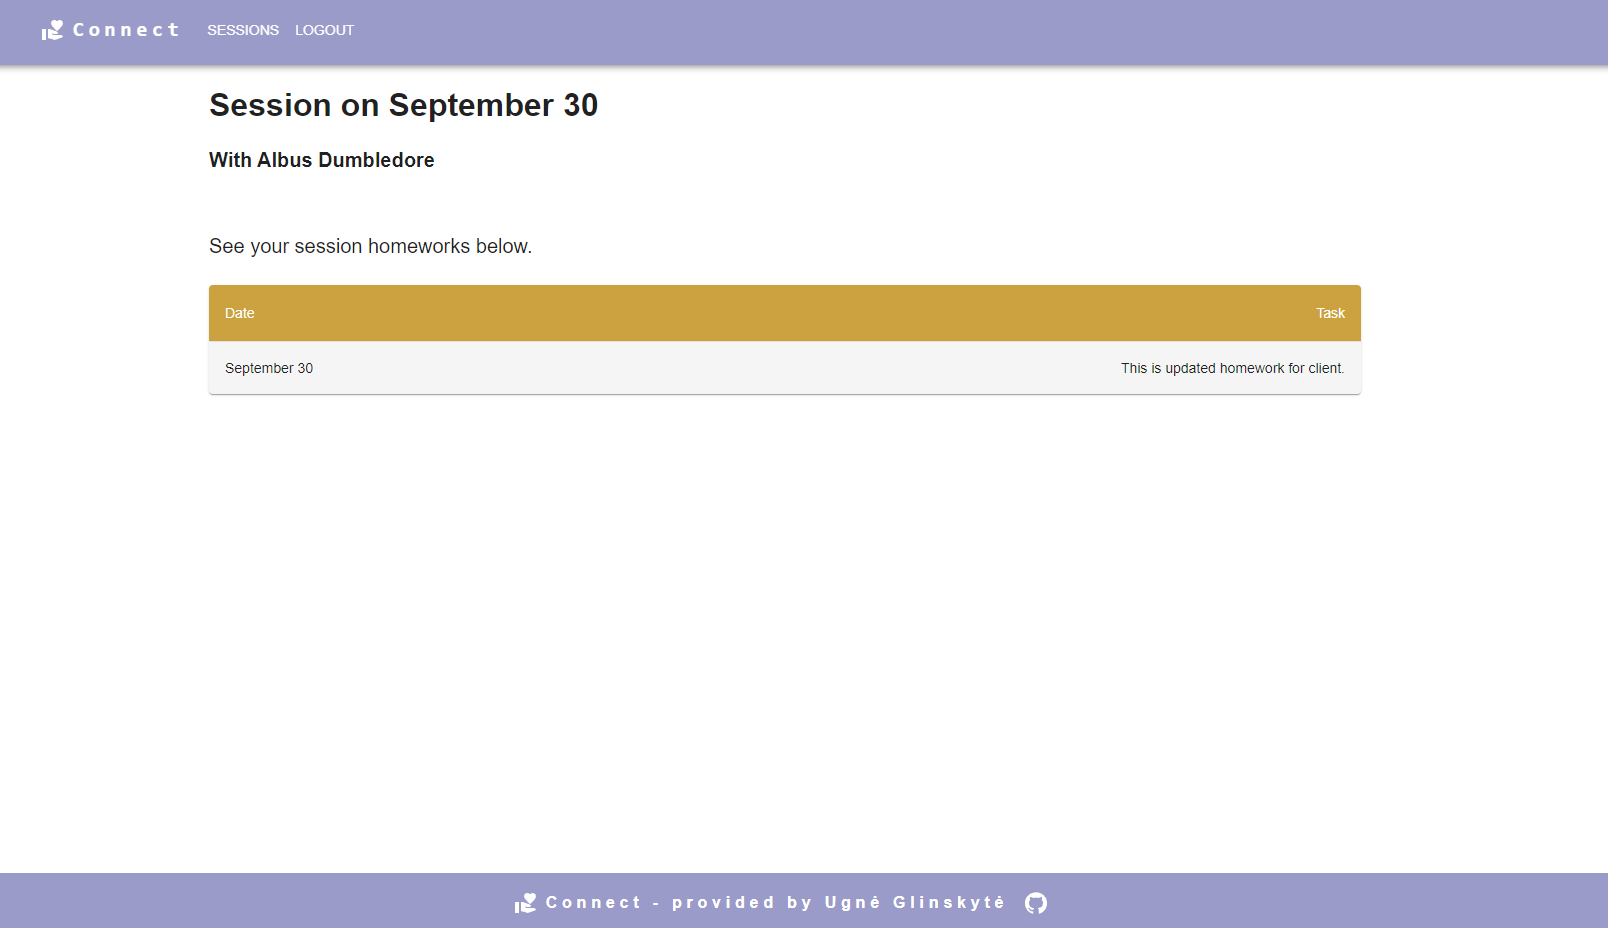 Connect SESSIONS LOGOUT
Session on September 30
With Albus Dumbledore
See your session homeworks below.
Date Task
September 30 This is updated homework for client.
Connect - provided by Ugnė Glinskytė